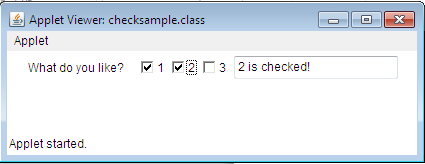 Applet Viewer: checksample.class
Applet
What do you like? 1 2 3 2 is checked!
Applet started.